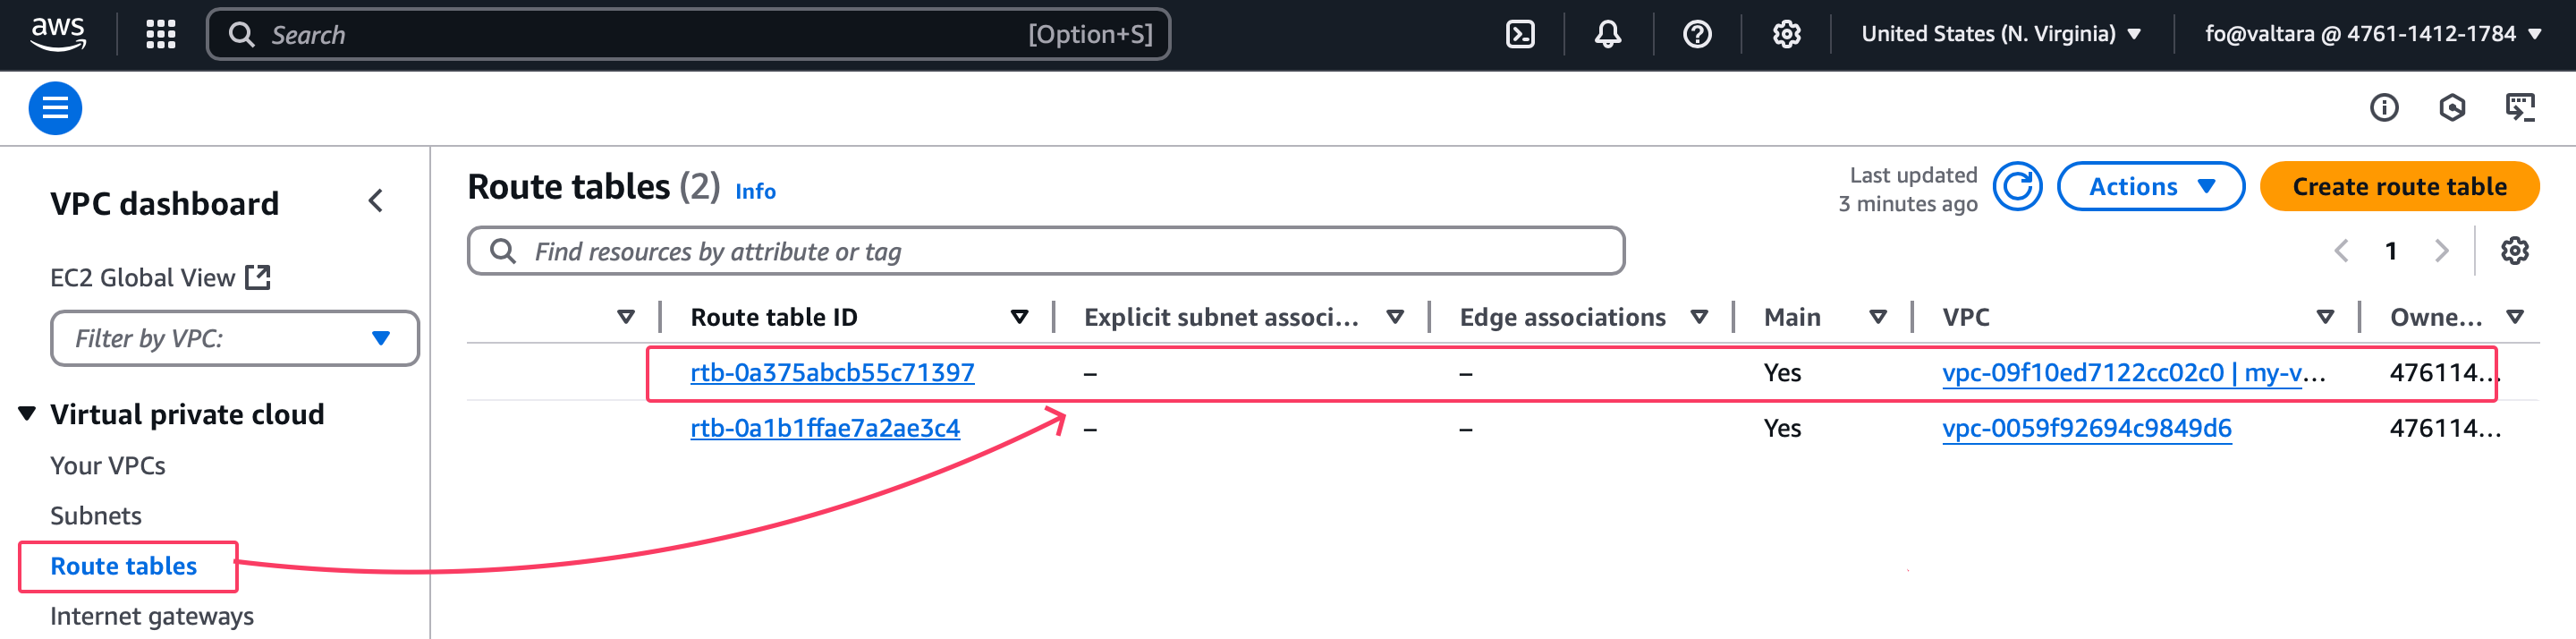 aws
Search [Option+S]
United States (N. Virginia)
fo@valtara @ 4761-1412-1784
VPC dashboard
EC2 Global View
Filter by VPC:
Virtual private cloud
Your VPCs
Subnets
Route tables
Internet gateways
Route tables (2) Info
Last updated
3 minutes ago
Actions
Create route table
Find resources by attribute or tag
1
Route table ID Explicit subnet associ... Edge associations Main VPC Owne...
rtb-0a375abcb55c71397 – – Yes vpc-09f10ed7122cc02c0 | my-v... 476114...
rtb-0a1b1ffae7a2ae3c4 – – Yes vpc-0059f92694c9849d6 476114...